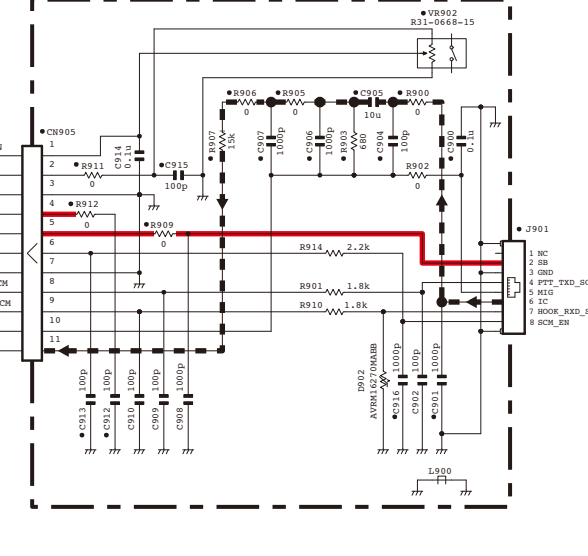 VR902
R31-0668-15
R906
R905
C905
R900
0
0
10u
0
CN905
1
2
3
4
5
6
7
8
9
10
11
N
CM
CM
C914
0.1u
R911
0
C915
100p
R907
15k
C907
1000p
C906
1000p
R903
680
C904
100p
C900
0.1u
R902
0
R912
0
R909
0
R914 2.2k
R901 1.8k
R910 1.8k
J901
1 NC
2 SB
3 GND
4 PTT_TXD_SC
5 MIG
6 IC
7 HOOK_RXD_S
8 SCM_EN
C913 100p
C912 100p
C910 100p
C909 100p
C908 1000p
D902
AVRM16270MABB
C916 1000p
C902 100p
C901 1000p
L900